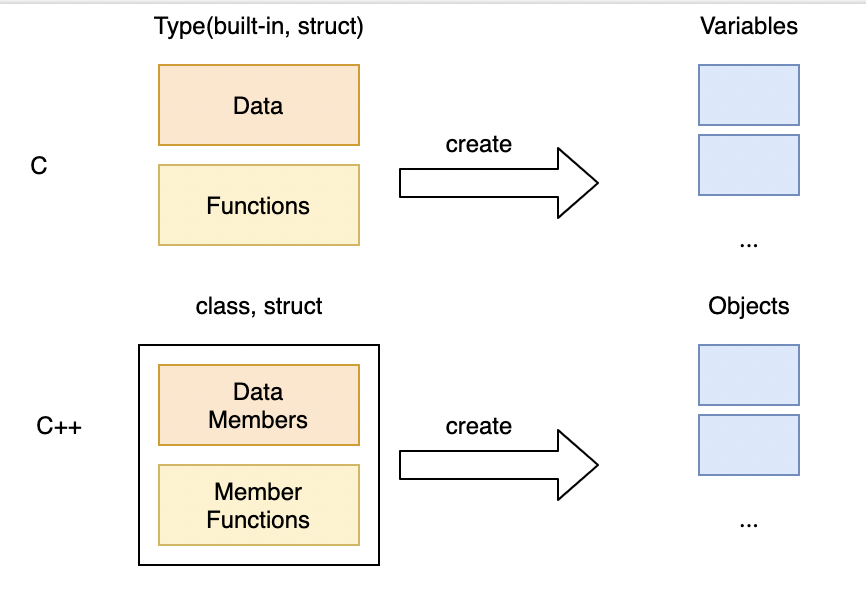 Type(built-in, struct)
Variables
Data
create
C
Functions
...
class, struct
Objects
Data
Members
create
C++
Member
Functions
...